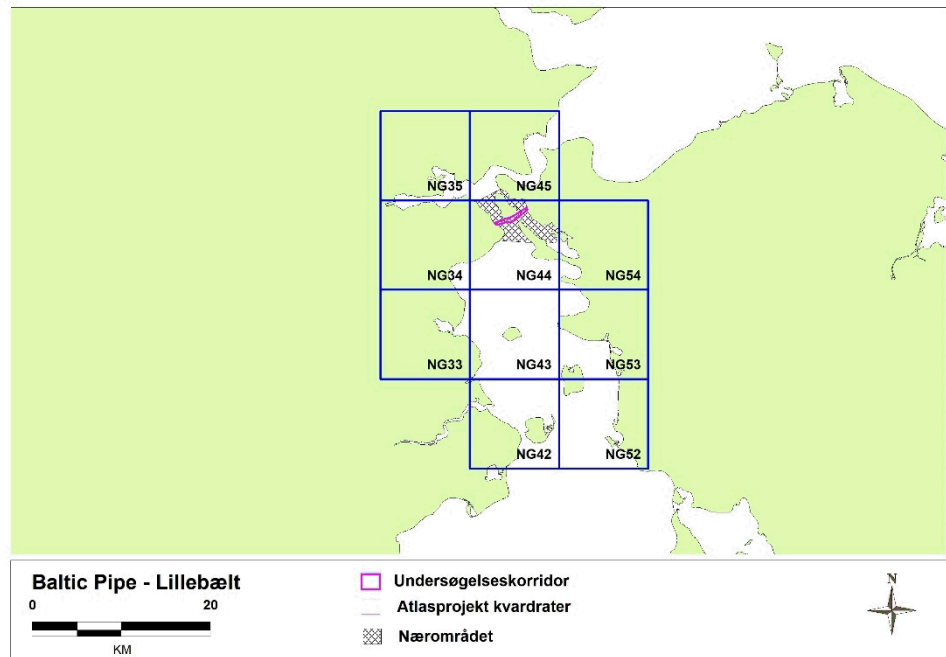 NG35 NG45
NG34 NG44 NG54
NG33 NG43 NG53
NG42 NG52
Baltic Pipe - Lillebælt
0 20
KM
Undersøgelseskorridor
Atlasprojekt kvardrater
Nærområdet
N